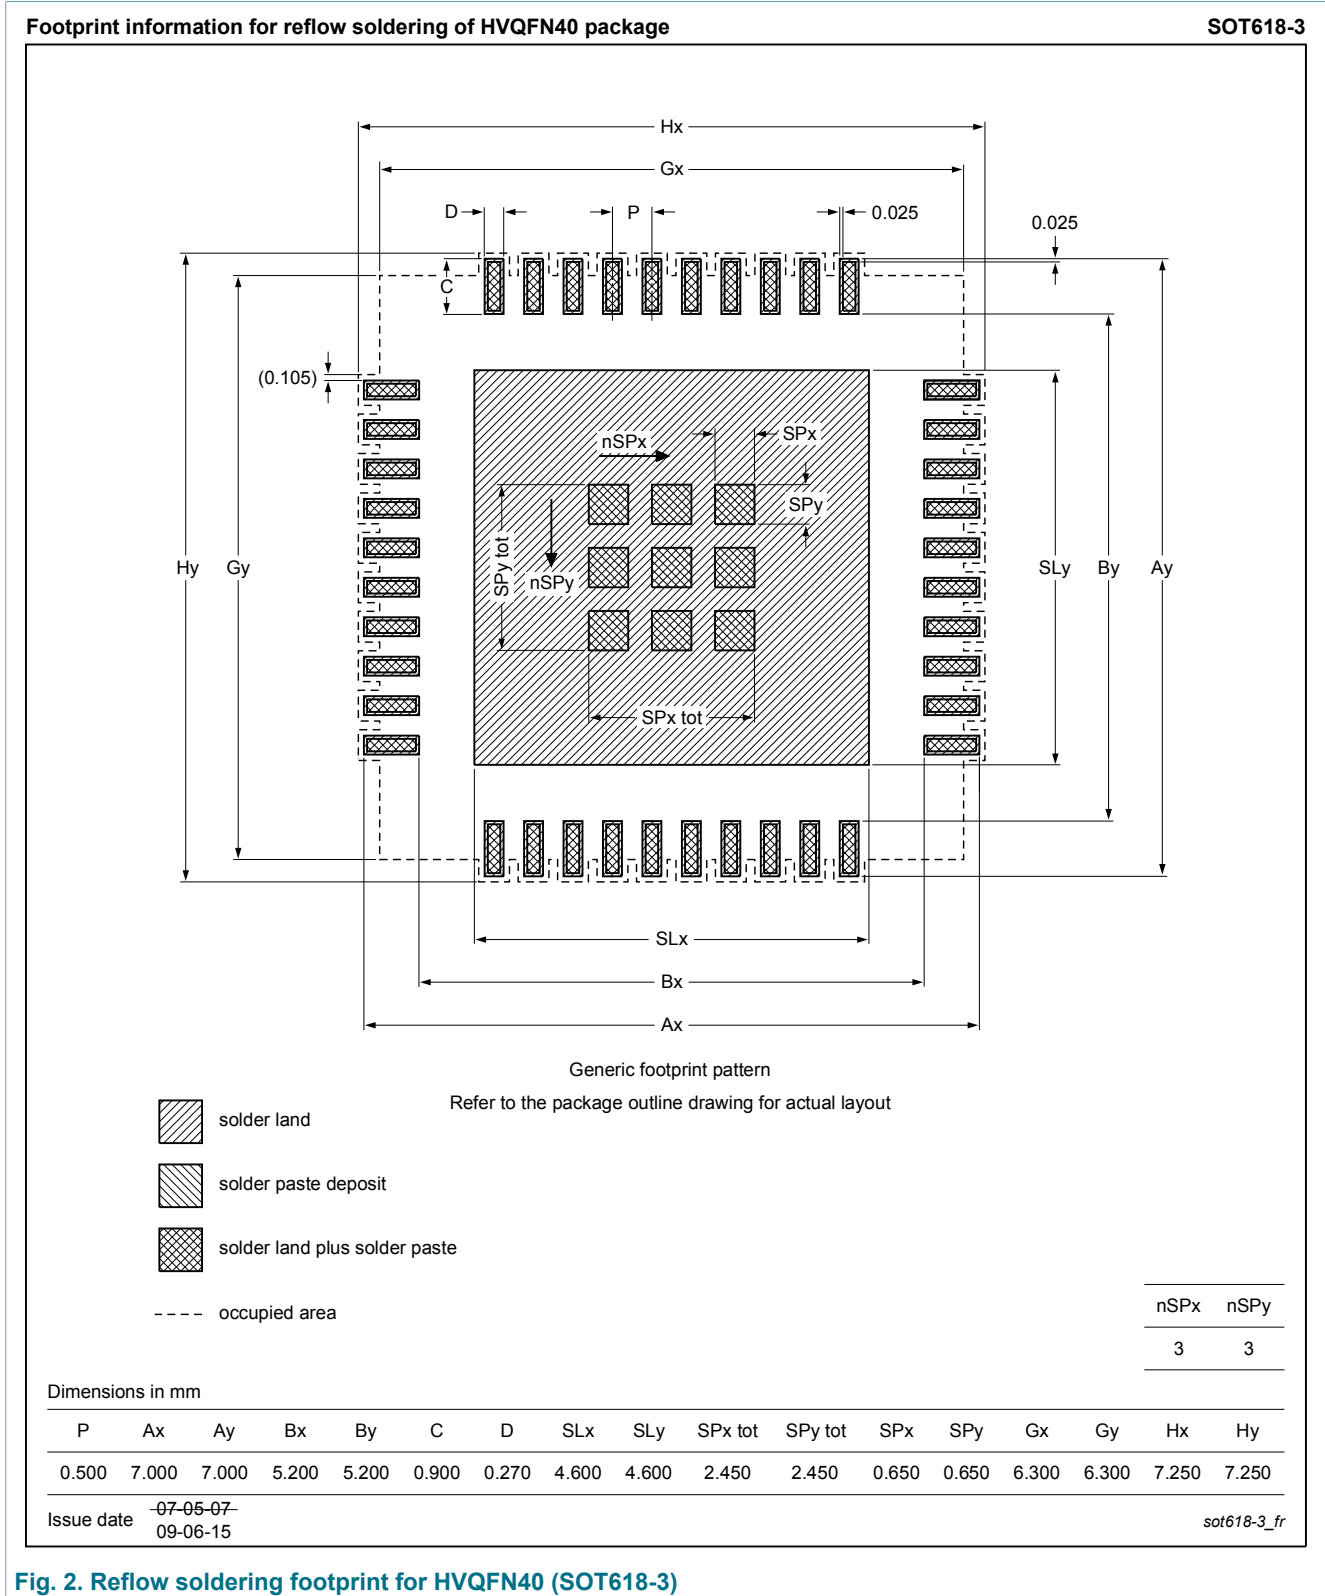 Footprint information for reflow soldering of HVQFN40 package SOT618-3
Hx
Gx
D P 0.025
0.025
C
(0.105)
nSPx SPx
SPy
SPy tot
nSPy
Hy Gy SLy By Ay
SPx tot
SLx
Bx
Ax
Generic footprint pattern
Refer to the package outline drawing for actual layout
solder land
solder paste deposit
solder land plus solder paste
occupied area
nSPx nSPy
3 3
Dimensions in mm
P Ax Ay Bx By C D SLx SLy SPx tot SPy tot SPx SPy Gx Gy Hx Hy
0.500 7.000 7.000 5.200 5.200 0.900 0.270 4.600 4.600 2.450 2.450 0.650 0.650 6.300 6.300 7.250 7.250
Issue date 07-05-07
09-06-15
sot618-3_fr
Fig. 2. Reflow soldering footprint for HVQFN40 (SOT618-3)